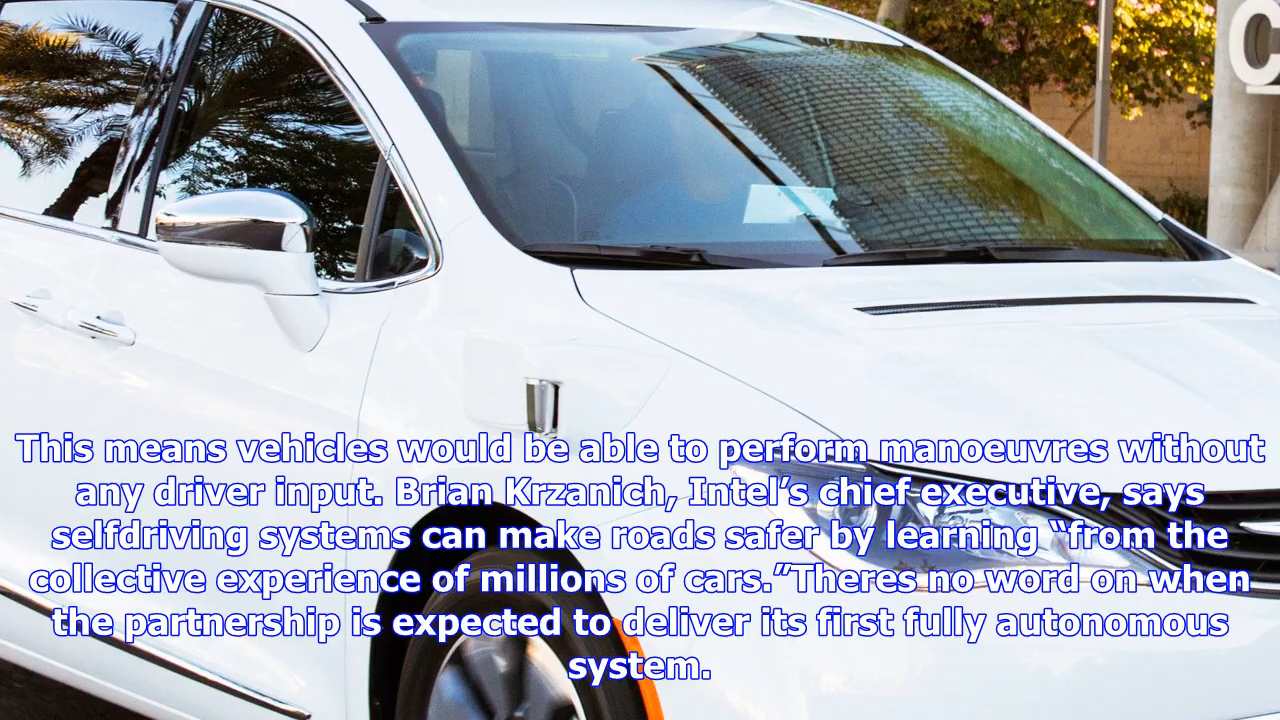 C
This means vehicles would be able to perform manoeuvres without
any driver input. Brian Krzanich, Intel’s chief executive, says
selfdriving systems can make roads safer by learning “from the
collective experience of millions of cars.”Theres no word on when
the partnership is expected to deliver its first fully autonomous
system.